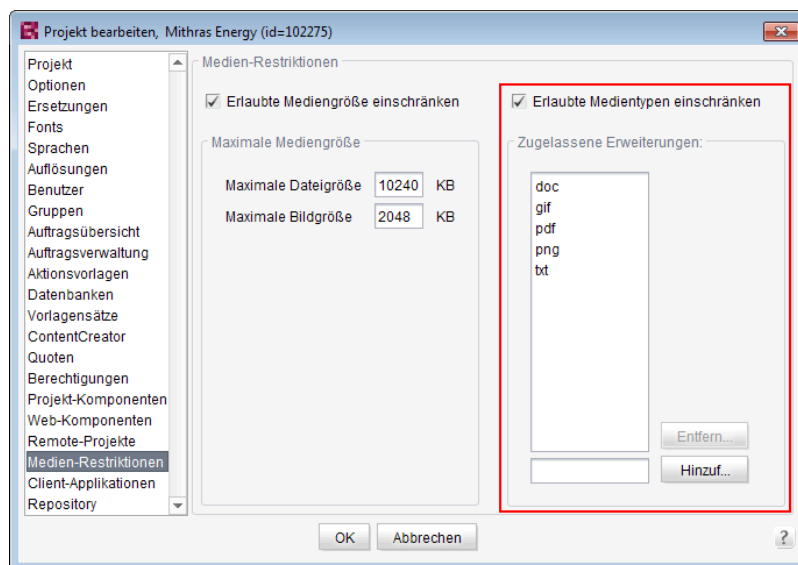 Projekt bearbeiten, Mithras Energy (id=102275)
Projekt
Optionen
Ersetzungen
Fonts
Sprachen
Auflösungen
Benutzer
Gruppen
Auftragsübersicht
Auftragsverwaltung
Aktionsvorlagen
Datenbanken
Vorlagensätze
ContentCreator
Quoten
Berechtigungen
Projekt-Komponenten
Web-Komponenten
Remote-Projekte
Medien-Restriktionen
Client-Applikationen
Repository
Medien-Restriktionen
Erlaubte Mediengröße einschränken
Maximale Mediengröße
Maximale Dateigröße 10240 KB
Maximale Bildgröße 2048 KB
Erlaubte Medientypen einschränken
Zugelassene Erweiterungen:
doc
gif
pdf
png
txt
Entfern...
Hinzuf...
OK Abbrechen ?